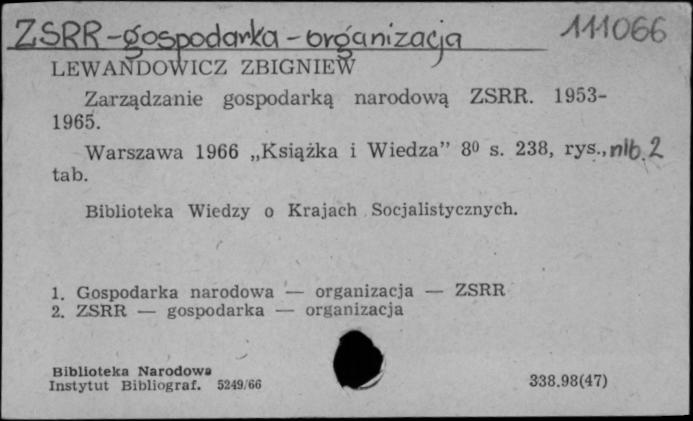 ZSRR-gospodarka-organizacja 111066
LEWANDOWICZ ZBIGNIEW
Zarządzanie gospodarką narodową ZSRR. 1953-
1965.
Warszawa 1966 „Książka i Wiedza” 8⁰ s. 238, rys., nlb. 2
tab.
Biblioteka Wiedzy o Krajach Socjalistycznych.
1. Gospodarka narodowa — organizacja — ZSRR
2. ZSRR — gospodarka — organizacja
Biblioteka Narodowa
Instytut Bibliograf. 5249/66 338.98(47)